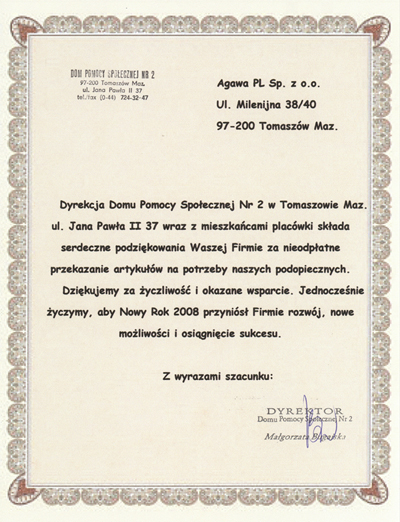 DOM POMOCY SPOŁECZNEJ NR 2
97-200 Tomaszów Maz.
ul. Jana Pawła II 37
tel./fax (0-44) 724-32-47
Agawa PL Sp. z o.o.
Ul. Milenijna 38/40
97-200 Tomaszów Maz.
Dyrekcja Domu Pomocy Społecznej Nr 2 w Tomaszowie Maz.
ul. Jana Pawła II 37 wraz z mieszkańcami placówki składa
serdeczne podziękowania Waszej Firmie za nieodpłatne
przekazanie artykułów na potrzeby naszych podopiecznych.
Dziękujemy za życzliwość i okazane wsparcie. Jednocześnie
życzymy, aby Nowy Rok 2008 przyniósł Firmie rozwój, nowe
możliwości i osiągnięcie sukcesu.
Z wyrazami szacunku:
DYREKTOR
Domu Pomocy Społecznej Nr 2
Małgorzata